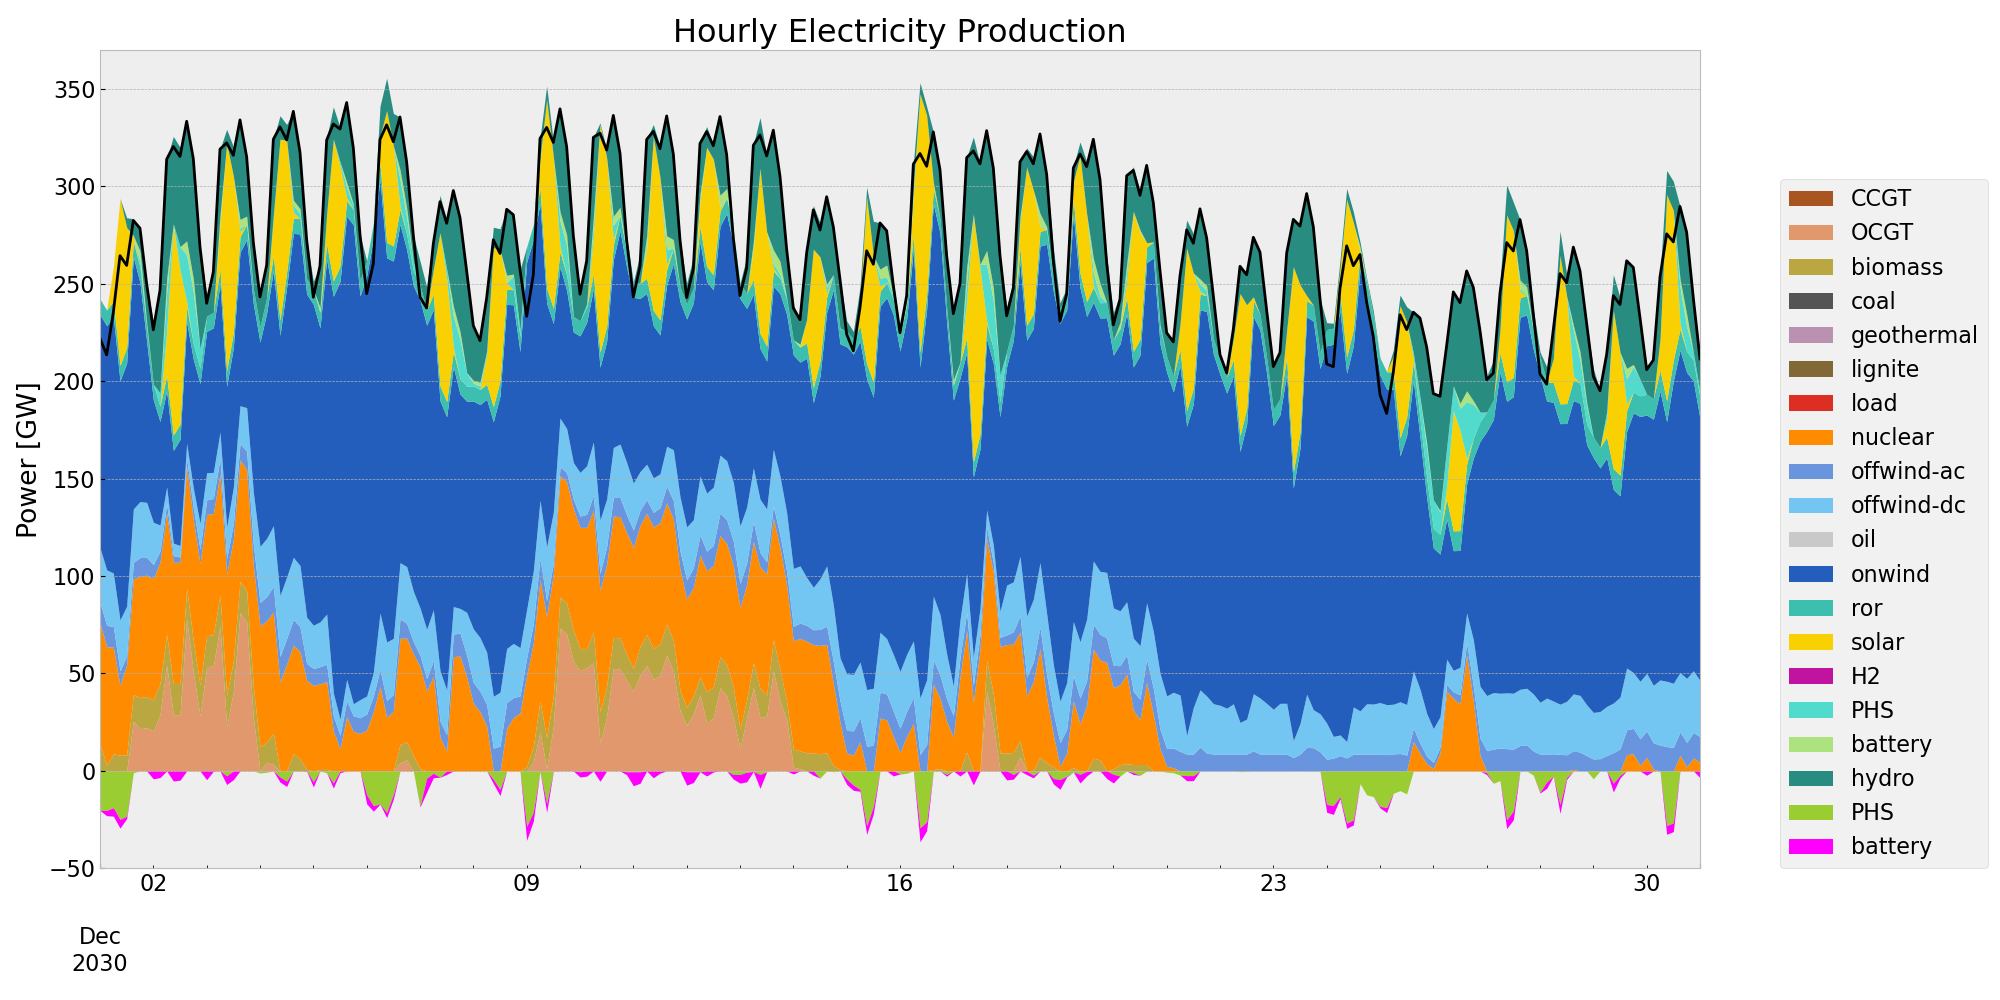 Hourly Electricity Production
Power [GW]
350
300
250
200
150
100
50
0
−50
02
09
16
23
30
Dec
2030
CCGT
OCGT
biomass
coal
geothermal
lignite
load
nuclear
offwind-ac
offwind-dc
oil
onwind
ror
solar
H2
PHS
battery
hydro
PHS
battery